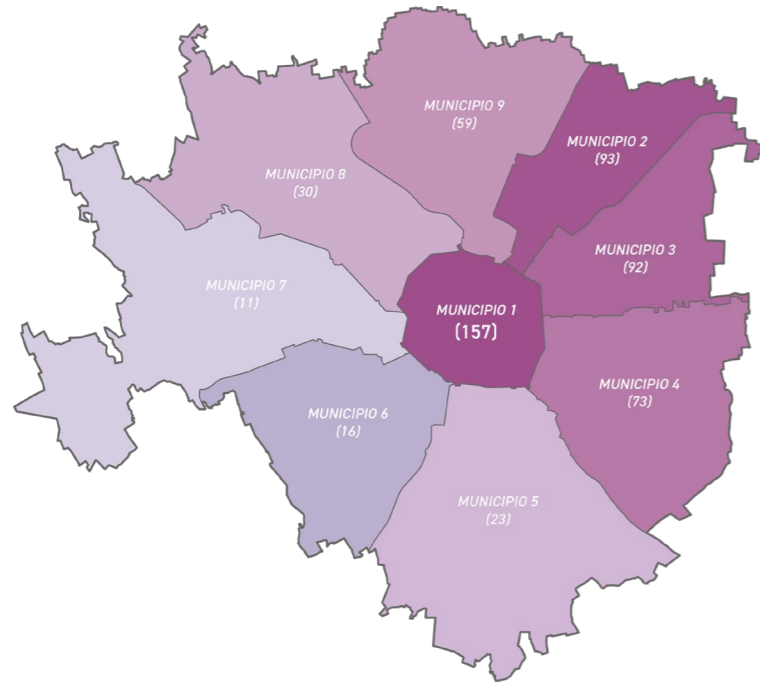 MUNICIPIO 9
(59)
MUNICIPIO 2
(93)
MUNICIPIO 8
(30)
MUNICIPIO 3
(92)
MUNICIPIO 7
(11)
MUNICIPIO 1
(157)
MUNICIPIO 4
(73)
MUNICIPIO 6
(16)
MUNICIPIO 5
(23)